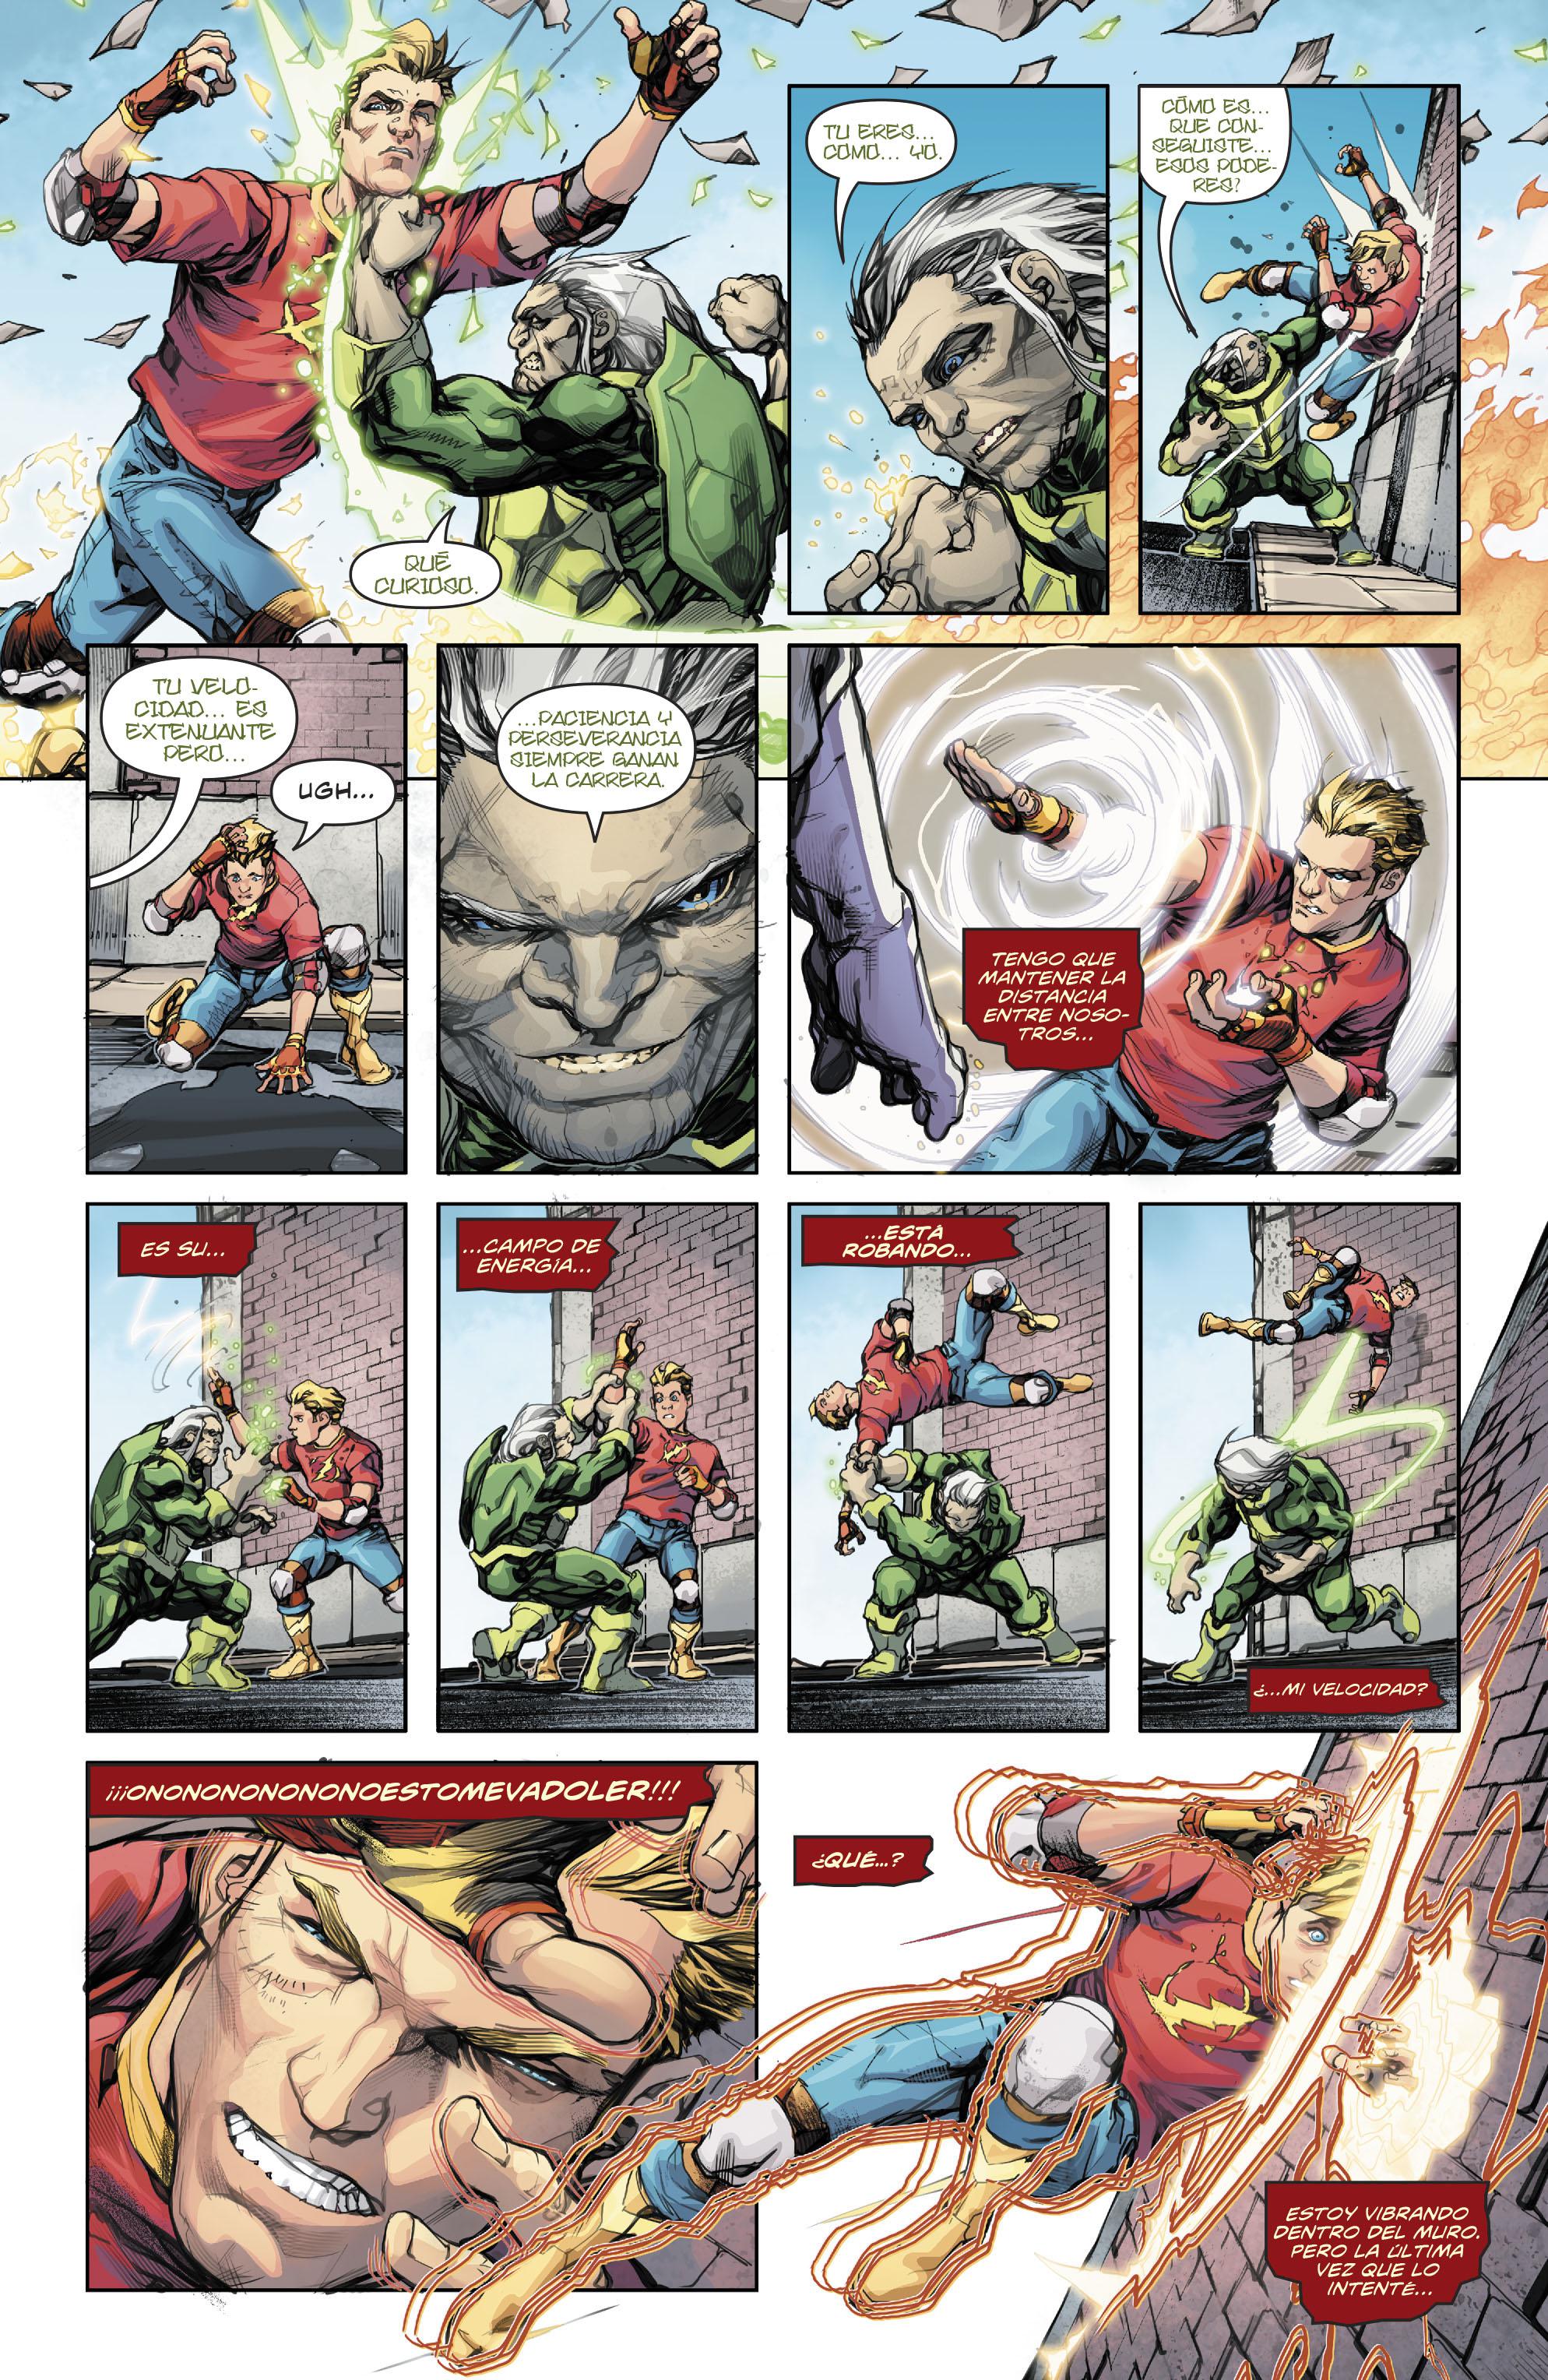 QUÉ
CURIOSO.
TU ERES...
COMO... YO.
CÓMO ES...
QUE CON-
SEGUISTE...
ESOS PODE-
RES?
TU VELO-
CIDAD... ES
EXTENUANTE
PERO...
UGH...
...PACIENCIA Y
PERSEVERANCIA
SIEMPRE GANAN
LA CARRERA.
TENGO QUE
MANTENER LA
DISTANCIA
ENTRE NOSO-
TROS...
ES SU...
...CAMPO DE
ENERGÍA...
...ESTÁ
ROBANDO...
¿...MI VELOCIDAD?
¡¡¡ONONONONONONOESTOMEVADOLER!!!
¿QUÉ...?
ESTOY VIBRANDO
DENTRO DEL MURO.
PERO LA ÚLTIMA
VEZ QUE LO
INTENTÉ...